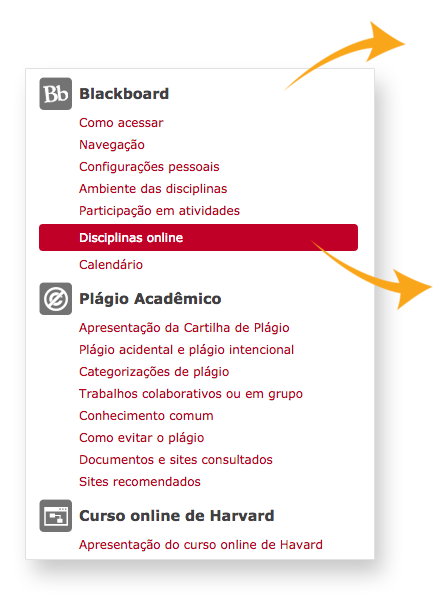 Bb Blackboard
Como acessar
Navegação
Configurações pessoais
Ambiente das disciplinas
Participação em atividades
Disciplinas online
Calendário
Plágio Acadêmico
Apresentação da Cartilha de Plágio
Plágio acidental e plágio intencional
Categorizações de plágio
Trabalhos colaborativos ou em grupo
Conhecimento comum
Como evitar o plágio
Documentos e sites consultados
Sites recomendados
Curso online de Harvard
Apresentação do curso online de Havard